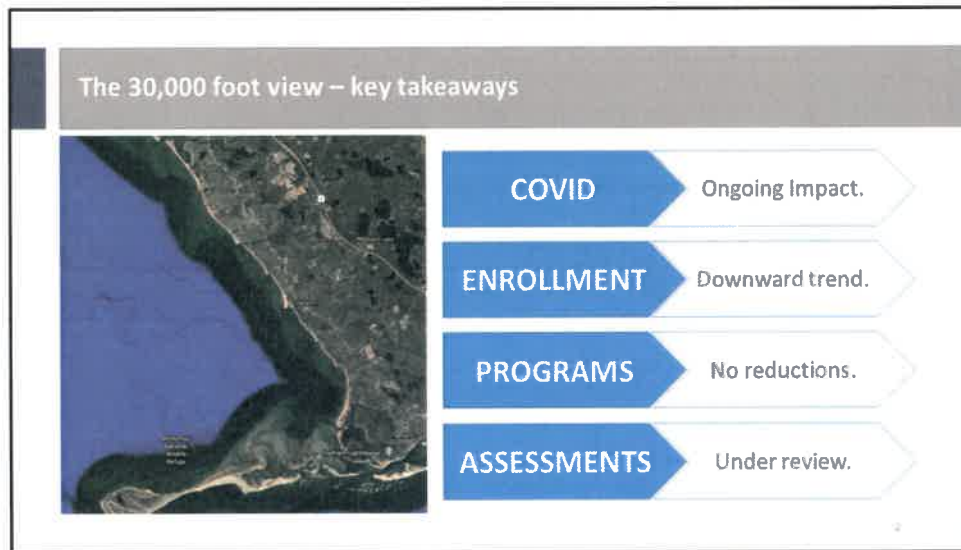 The 30,000 foot view – key takeaways
COVID
Ongoing Impact.
ENROLLMENT
Downward trend.
PROGRAMS
No reductions.
ASSESSMENTS
Under review.
2